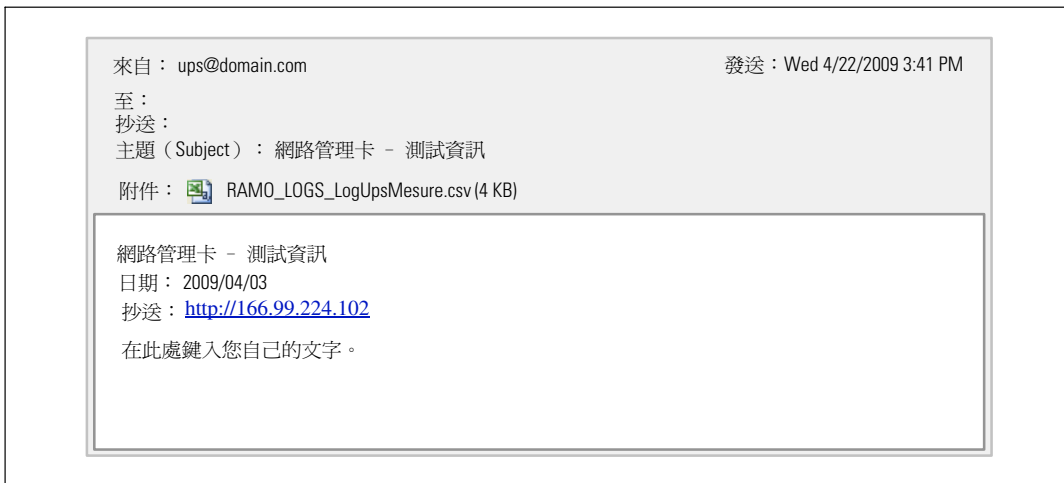 來自： ups@domain.com 發送：Wed 4/22/2009 3:41 PM
至：
抄送：
主題（Subject）： 網路管理卡 – 測試資訊
附件： RAMO_LOGS_LogUpsMesure.csv (4 KB)
網路管理卡 – 測試資訊
日期： 2009/04/03
抄送： http://166.99.224.102
在此處鍵入您自己的文字。